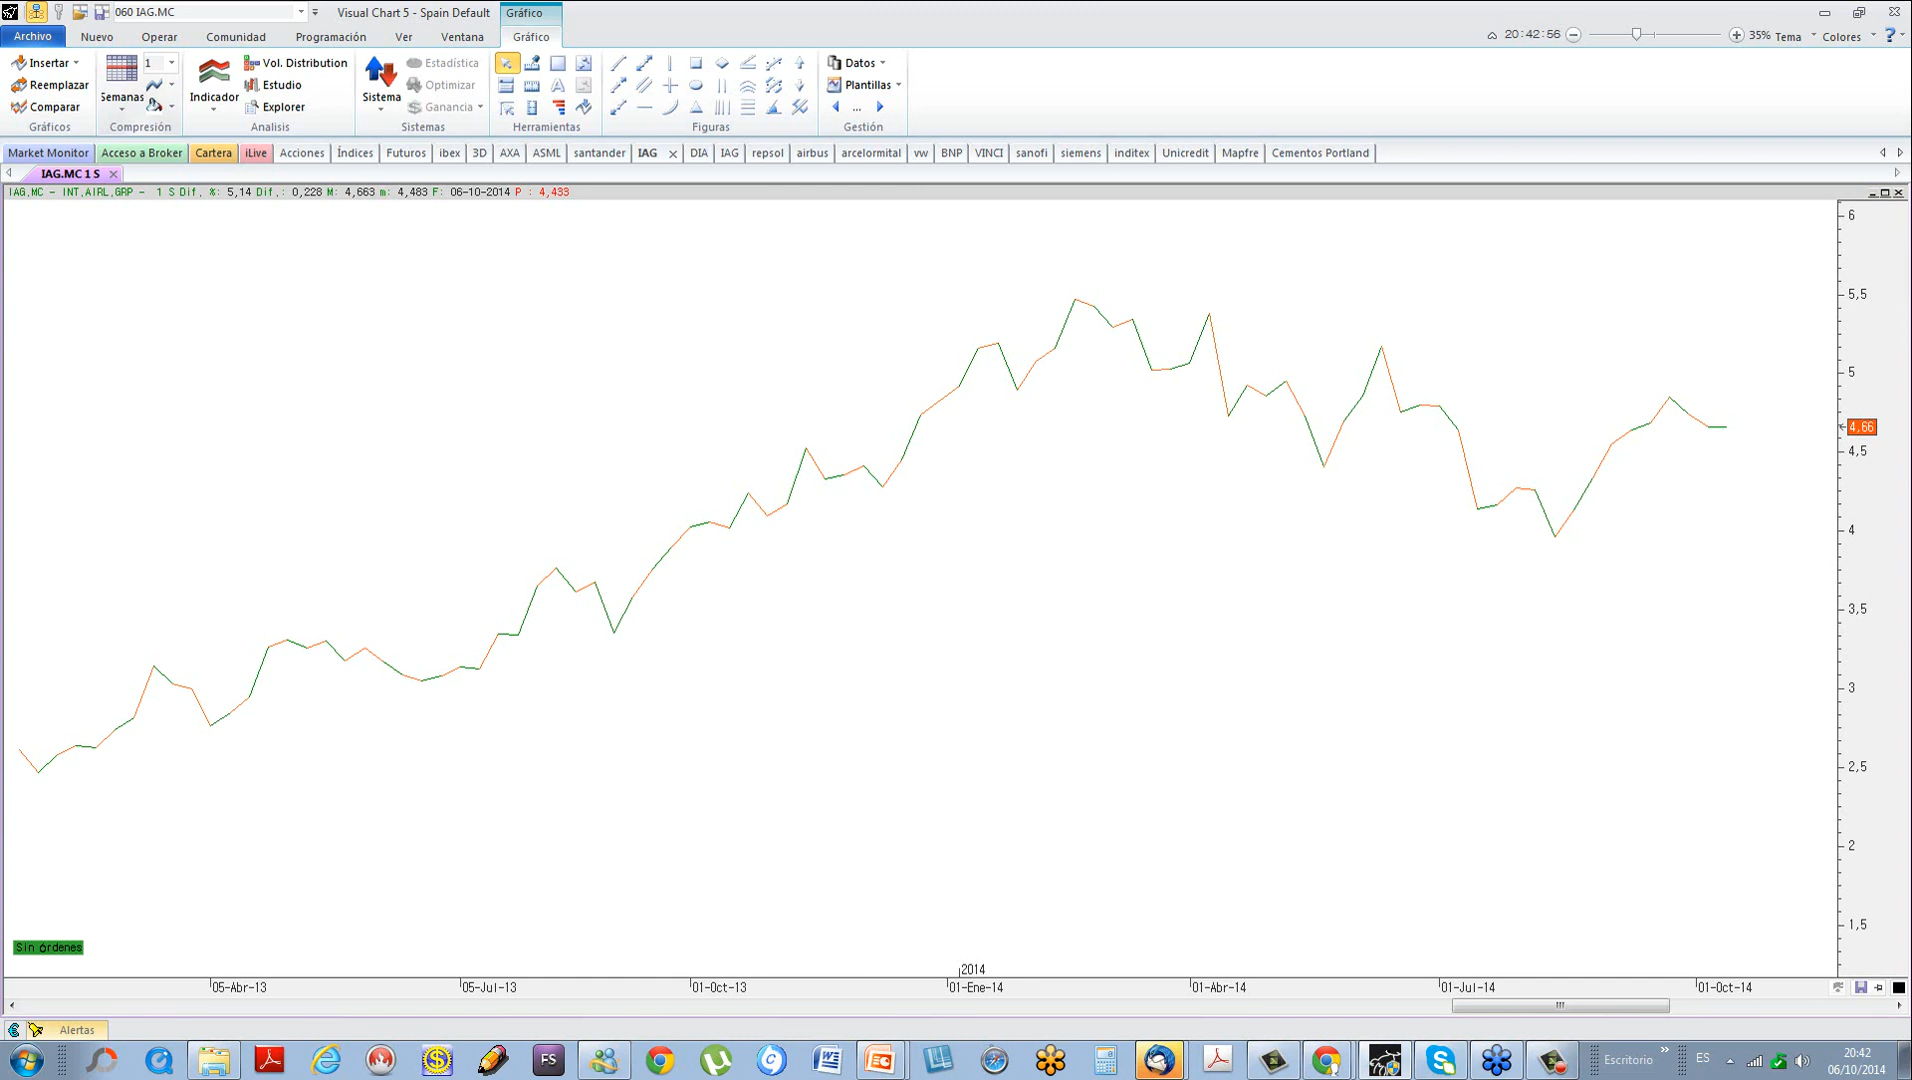 060 IAG.MC
Visual Chart 5 - Spain Default
Gráfico
Archivo Nuevo Operar Comunidad Programación Ver Ventana Gráfico
20:42:56 35% Tema Colores ?
Insertar
Reemplazar
Comparar
Gráficos
1
Semanas
Compresión
Indicador
Vol. Distribution
Estudio
Explorer
Analisis
Sistema
Estadística
Optimizar
Ganancia
Sistemas
A
Herramientas
Figuras
Datos
Plantillas
...
Gestión
Market Monitor Acceso a Broker Cartera iLive Acciones Índices Futuros ibex 3D AXA ASML santander IAG DIA IAG repsol airbus arcelormital vw BNP VINCI sanofi siemens inditex Unicredit Mapfre Cementos Portland
IAG.MC 1 S
IAG.MC - INT.AIRL.GRP - 1 S Dif. %: 5,14 Dif.: 0,228 M: 4,663 m: 4,483 F: 06-10-2014 P : 4,433
6
5,5
5
4,66
4,5
4
3,5
3
2,5
2
1,5
Sin órdenes
2014
05-Abr-13 05-Jul-13 01-Oct-13 01-Ene-14 01-Abr-14 01-Jul-14 01-Oct-14
Alertas
FS
Escritorio
ES
20:42
06/10/2014